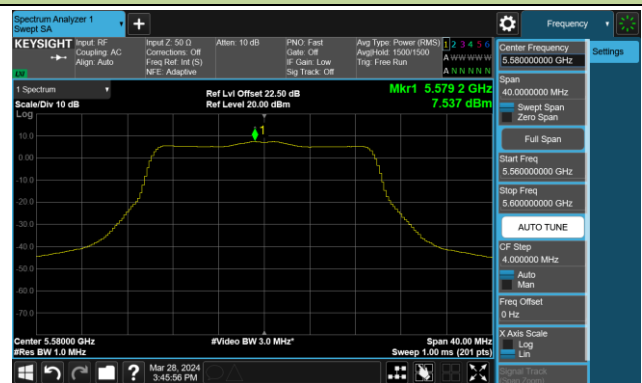 Spectrum Analyzer 1
Swept SA
+
Frequency
KEYSIGHT
Input: RF
Coupling: AC
Align: Auto
Input Z: 50 Ω
Corrections: Off
Freq Ref: Int (S)
NFE: Adaptive
Atten: 10 dB
PNO: Fast
Gate: Off
IF Gain: Low
Sig Track: Off
Avg Type: Power (RMS)
Avg|Hold: 1500/1500
Trig: Free Run
1 2 3 4 5 6
A W W W W W
A N N N N N
Settings
Center Frequency
5.580000000 GHz
Span
40.0000000 MHz
Swept Span
Zero Span
Full Span
Start Freq
5.560000000 GHz
Stop Freq
5.600000000 GHz
AUTO TUNE
CF Step
4.000000 MHz
Auto
Man
Freq Offset
0 Hz
X Axis Scale
Log
Lin
Signal Track
(Span Zoom)
1 Spectrum
Scale/Div 10 dB
Log
Ref Lvl Offset 22.50 dB
Ref Level 20.00 dBm
Mkr1 5.579 2 GHz
7.537 dBm
1
10.0
0.00
-10.0
-20.0
-30.0
-40.0
-50.0
-60.0
-70.0
Center 5.58000 GHz
#Res BW 1.0 MHz
#Video BW 3.0 MHz*
Span 40.00 MHz
Sweep 1.00 ms (201 pts)
?
Mar 28, 2024
3:45:56 PM